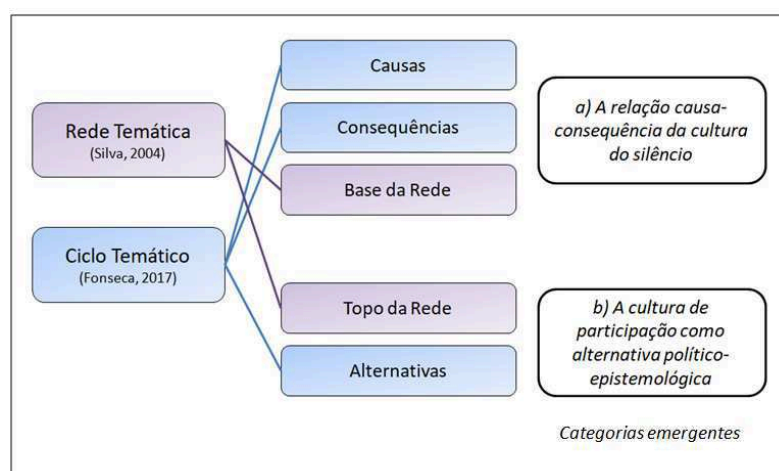 Rede Temática
(Silva, 2004)
Ciclo Temático
(Fonseca, 2017)
Causas
Consequências
Base da Rede
Topo da Rede
Alternativas
a) A relação causa-
consequência da cultura
do silêncio
b) A cultura de
participação como
alternativa político-
epistemológica
Categorias emergentes